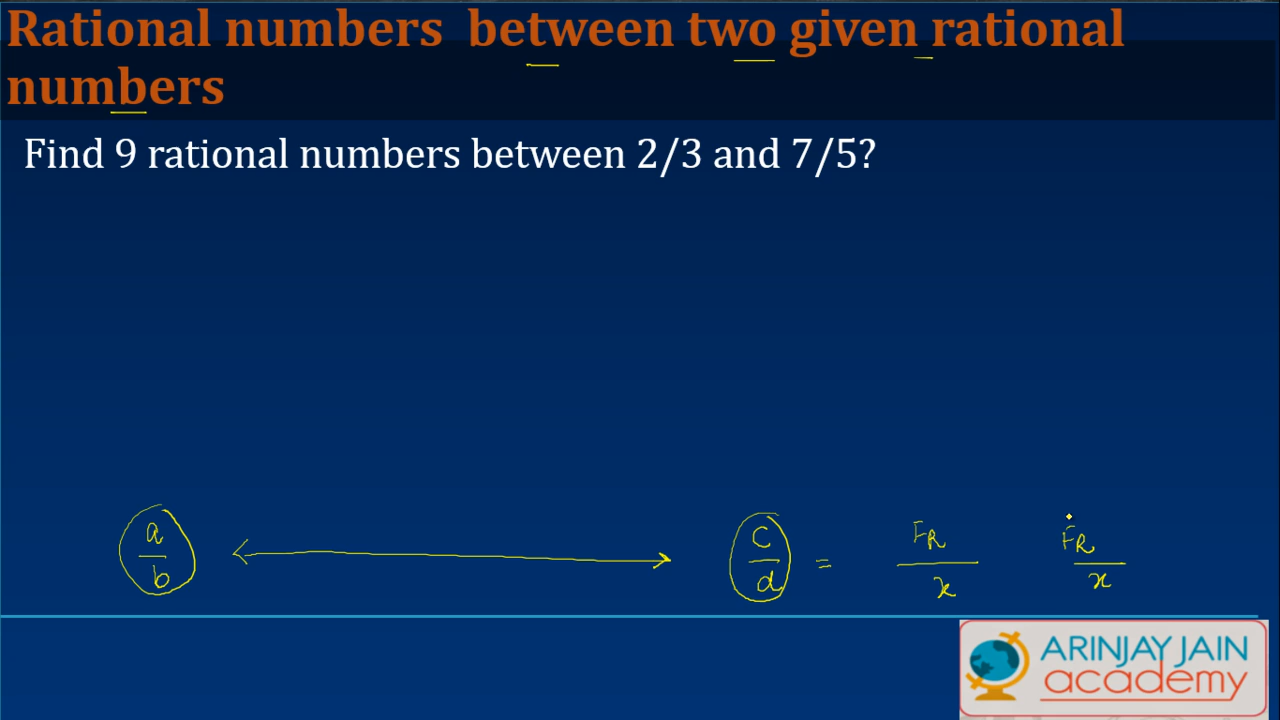 Rational numbers between two given rational
numbers
Find 9 rational numbers between 2/3 and 7/5?
a c FR FR
b d = x x
ARINJAY JAIN
academy